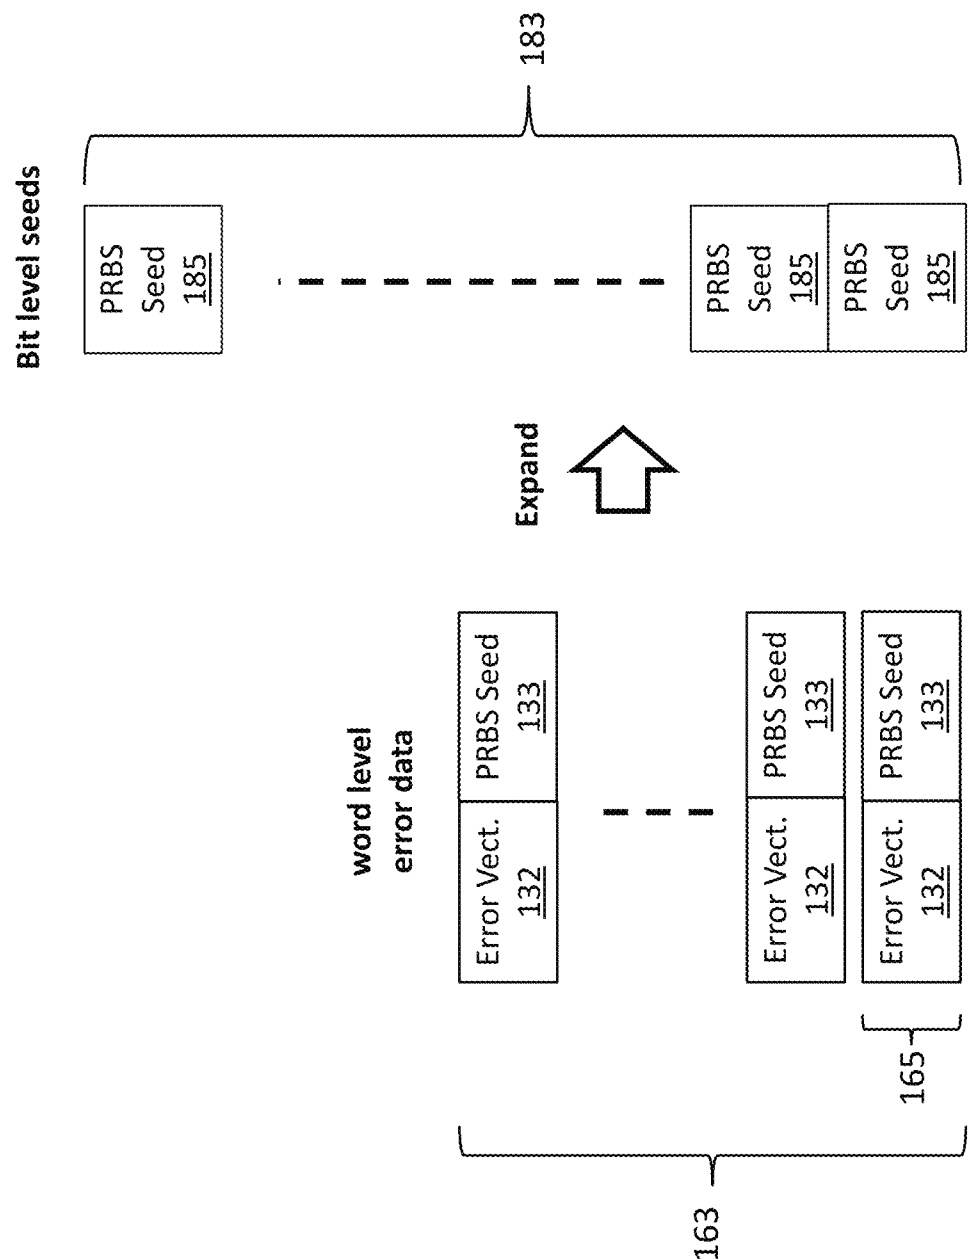 Bit level seeds
PRBS
Seed
185
PRBS
Seed
185
PRBS
Seed
185
183
Expand
word level
error data
Error Vect.
132
PRBS Seed
133
Error Vect.
132
PRBS Seed
133
Error Vect.
132
PRBS Seed
133
165
163